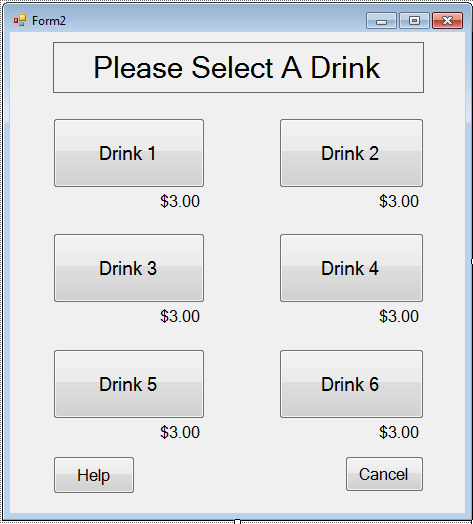 Form2
Please Select A Drink
Drink 1
Drink 2
$3.00
$3.00
Drink 3
Drink 4
$3.00
$3.00
Drink 5
Drink 6
$3.00
$3.00
Help
Cancel